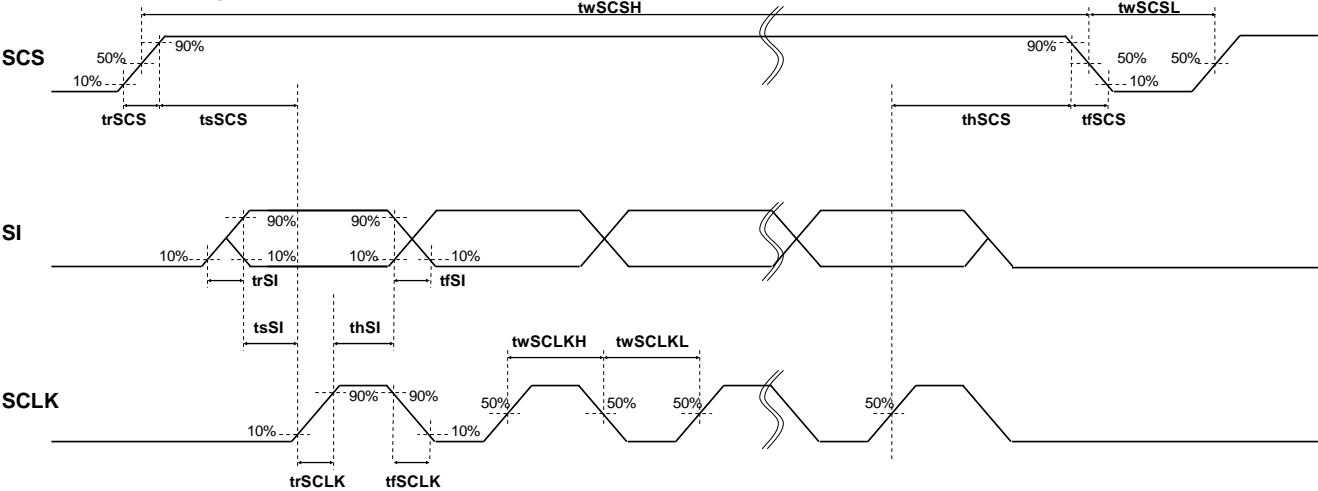 twSCSH
twSCSL
SCS
90%
50%
10%
90%
50%
50%
10%
trSCS
tsSCS
thSCS
tfSCS
SI
90%
90%
10%
10%
10%
10%
trSI
tfSI
tsSI
thSI
twSCLKH
twSCLKL
SCLK
90%
90%
50%
50%
50%
50%
10%
10%
trSCLK
tfSCLK